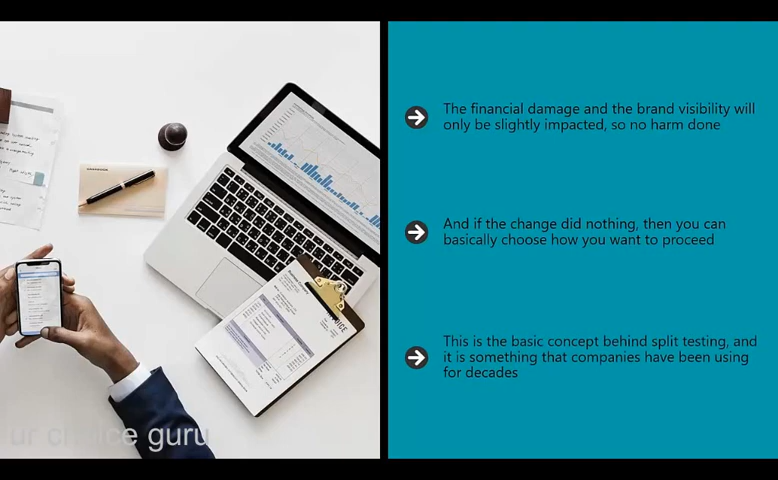 The financial damage and the brand visibility will
only be slightly impacted, so no harm done
And if the change did nothing, then you can
basically choose how you want to proceed
This is the basic concept behind split testing, and
it is something that companies have been using
for decades
guru